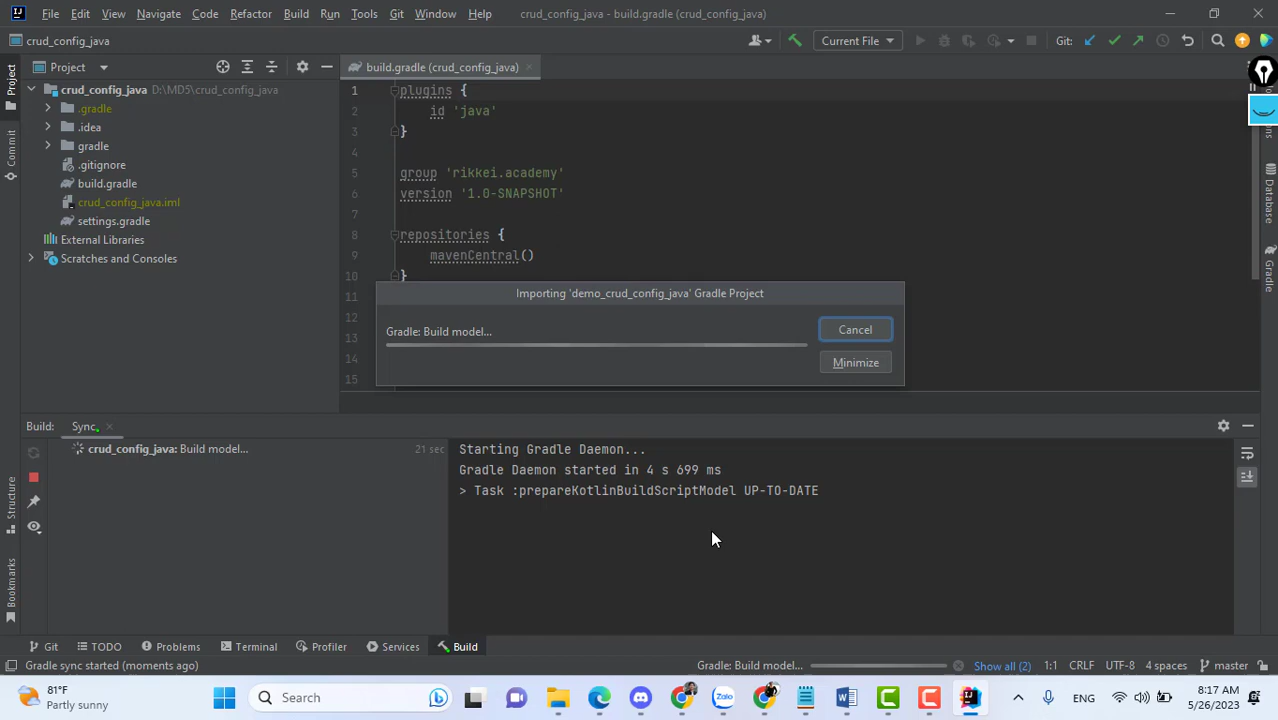 File Edit View Navigate Code Refactor Build Run Tools Git Window Help crud_config_java - build.gradle (crud_config_java)
crud_config_java Current File Git:
Project build.gradle (crud_config_java)
Project
Commit
Structure
Bookmarks
crud_config_java D:\MD5\crud_config_java
.gradle
.idea
gradle
.gitignore
build.gradle
crud_config_java.iml
settings.gradle
External Libraries
Scratches and Consoles
1 plugins {
2 id 'java'
3 }
4
5 group 'rikkei.academy'
6 version '1.0-SNAPSHOT'
7
8 repositories {
9 mavenCentral()
10 }
11
12
13
14
15
Database
Gradle
Importing 'demo_crud_config_java' Gradle Project
Gradle: Build model...
Cancel
Minimize
Build: Sync
crud_config_java: Build model... 21 sec
Starting Gradle Daemon...
Gradle Daemon started in 4 s 699 ms
> Task :prepareKotlinBuildScriptModel UP-TO-DATE
Git TODO Problems Terminal Profiler Services Build
Gradle sync started (moments ago) Gradle: Build model... Show all (2) 1:1 CRLF UTF-8 4 spaces master
81°F
Partly sunny
Search
Zalo
W
ENG
8:17 AM
5/26/2023